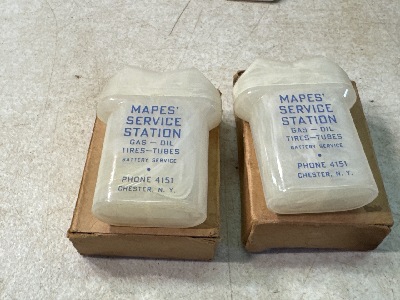 MAPES'
SERVICE
STATION
GAS — OIL
TIRES—TUBES
BATTERY SERVICE
•
PHONE 4151
CHESTER, N. Y.
MAPES'
SERVICE
STATION
GAS — OIL
TIRES—TUBES
BATTERY SERVICE
•
PHONE 4151
CHESTER, N. Y.